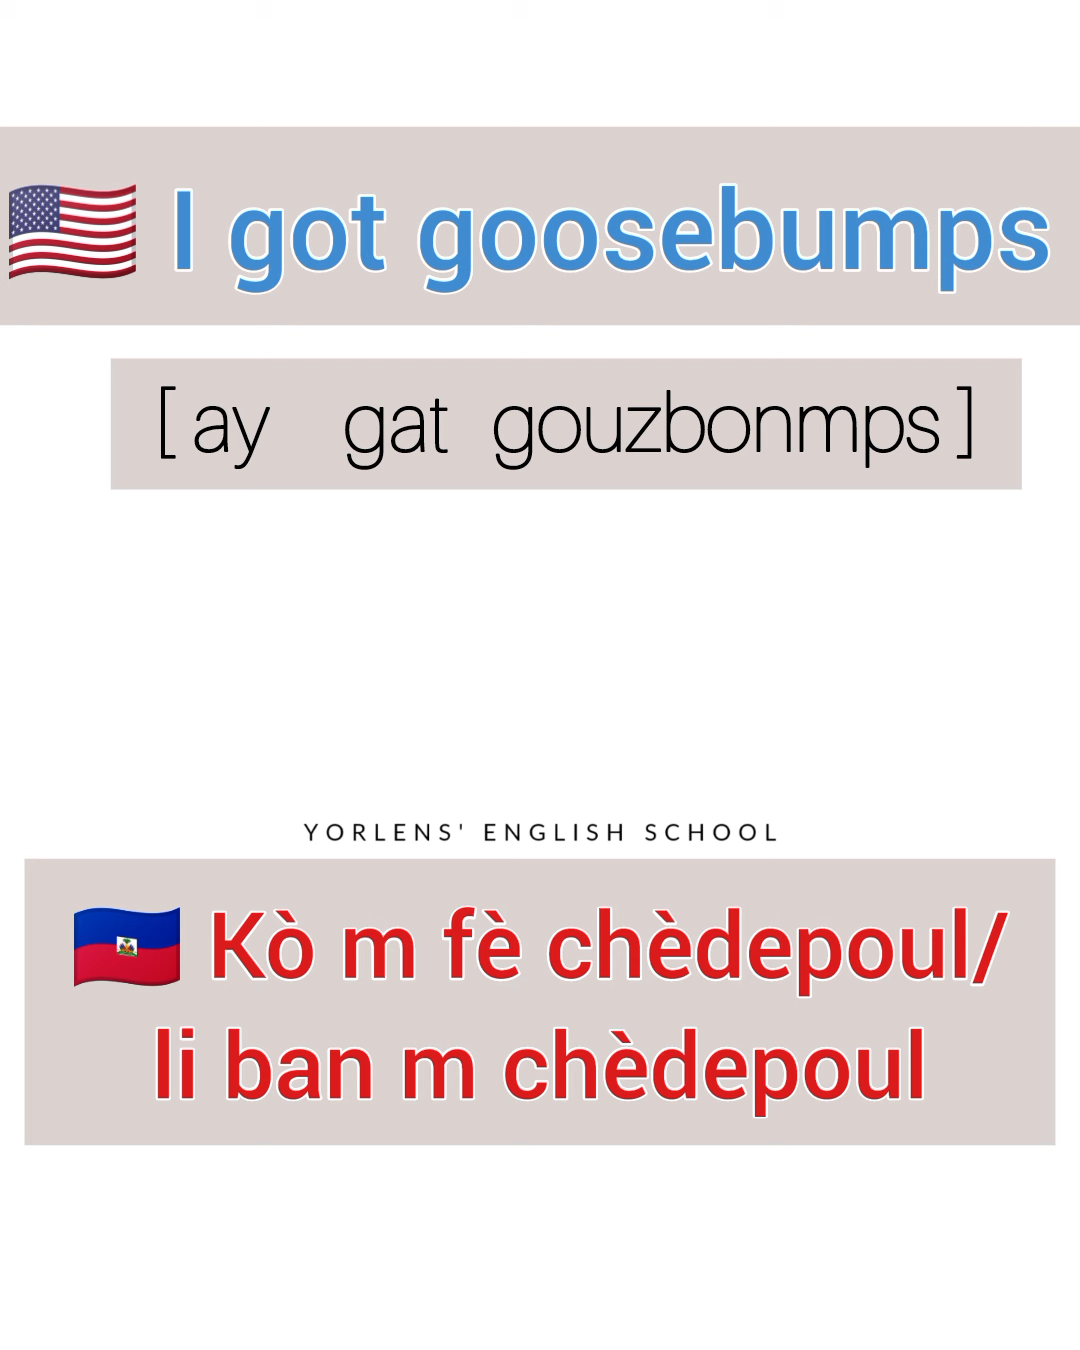 I got goosebumps
[ ay gat gouzbonmps ]
YORLENS' ENGLISH SCHOOL
Kò m fè chèdepoul/
li ban m chèdepoul